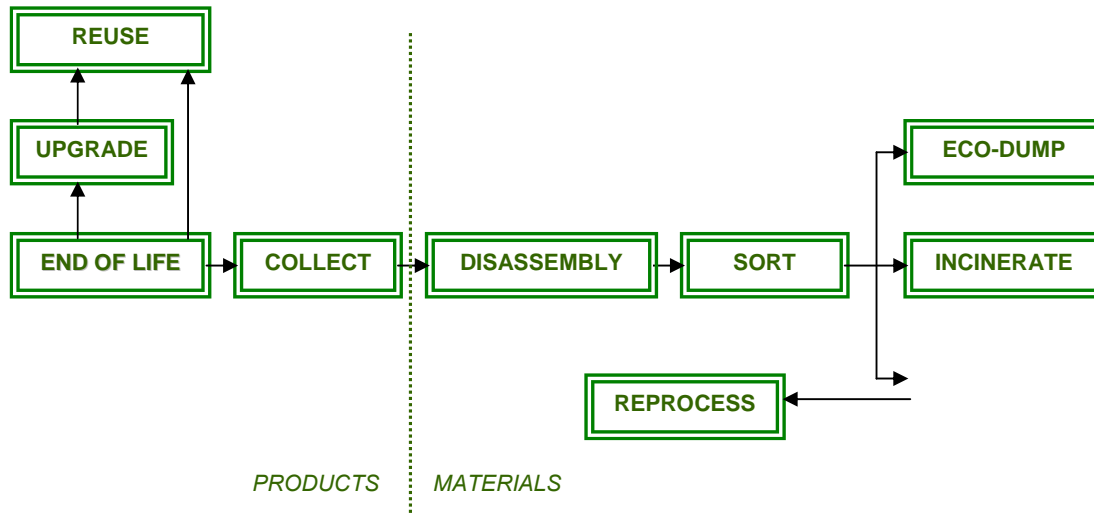 REUSE
UPGRADE
ECO-DUMP
END OF LIFE
COLLECT
DISASSEMBLY
SORT
INCINERATE
REPROCESS
PRODUCTS
MATERIALS